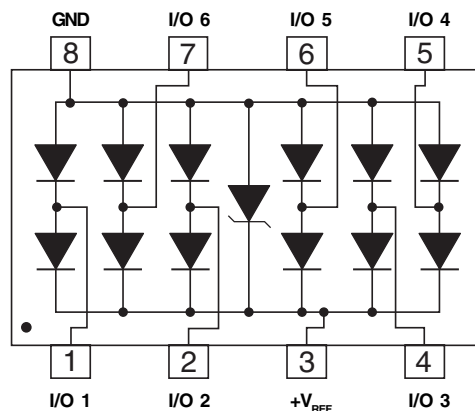 GND I/O 6 I/O 5 I/O 4
8 7 6 5
1 2 3 4
I/O 1 I/O 2 +VREF I/O 3